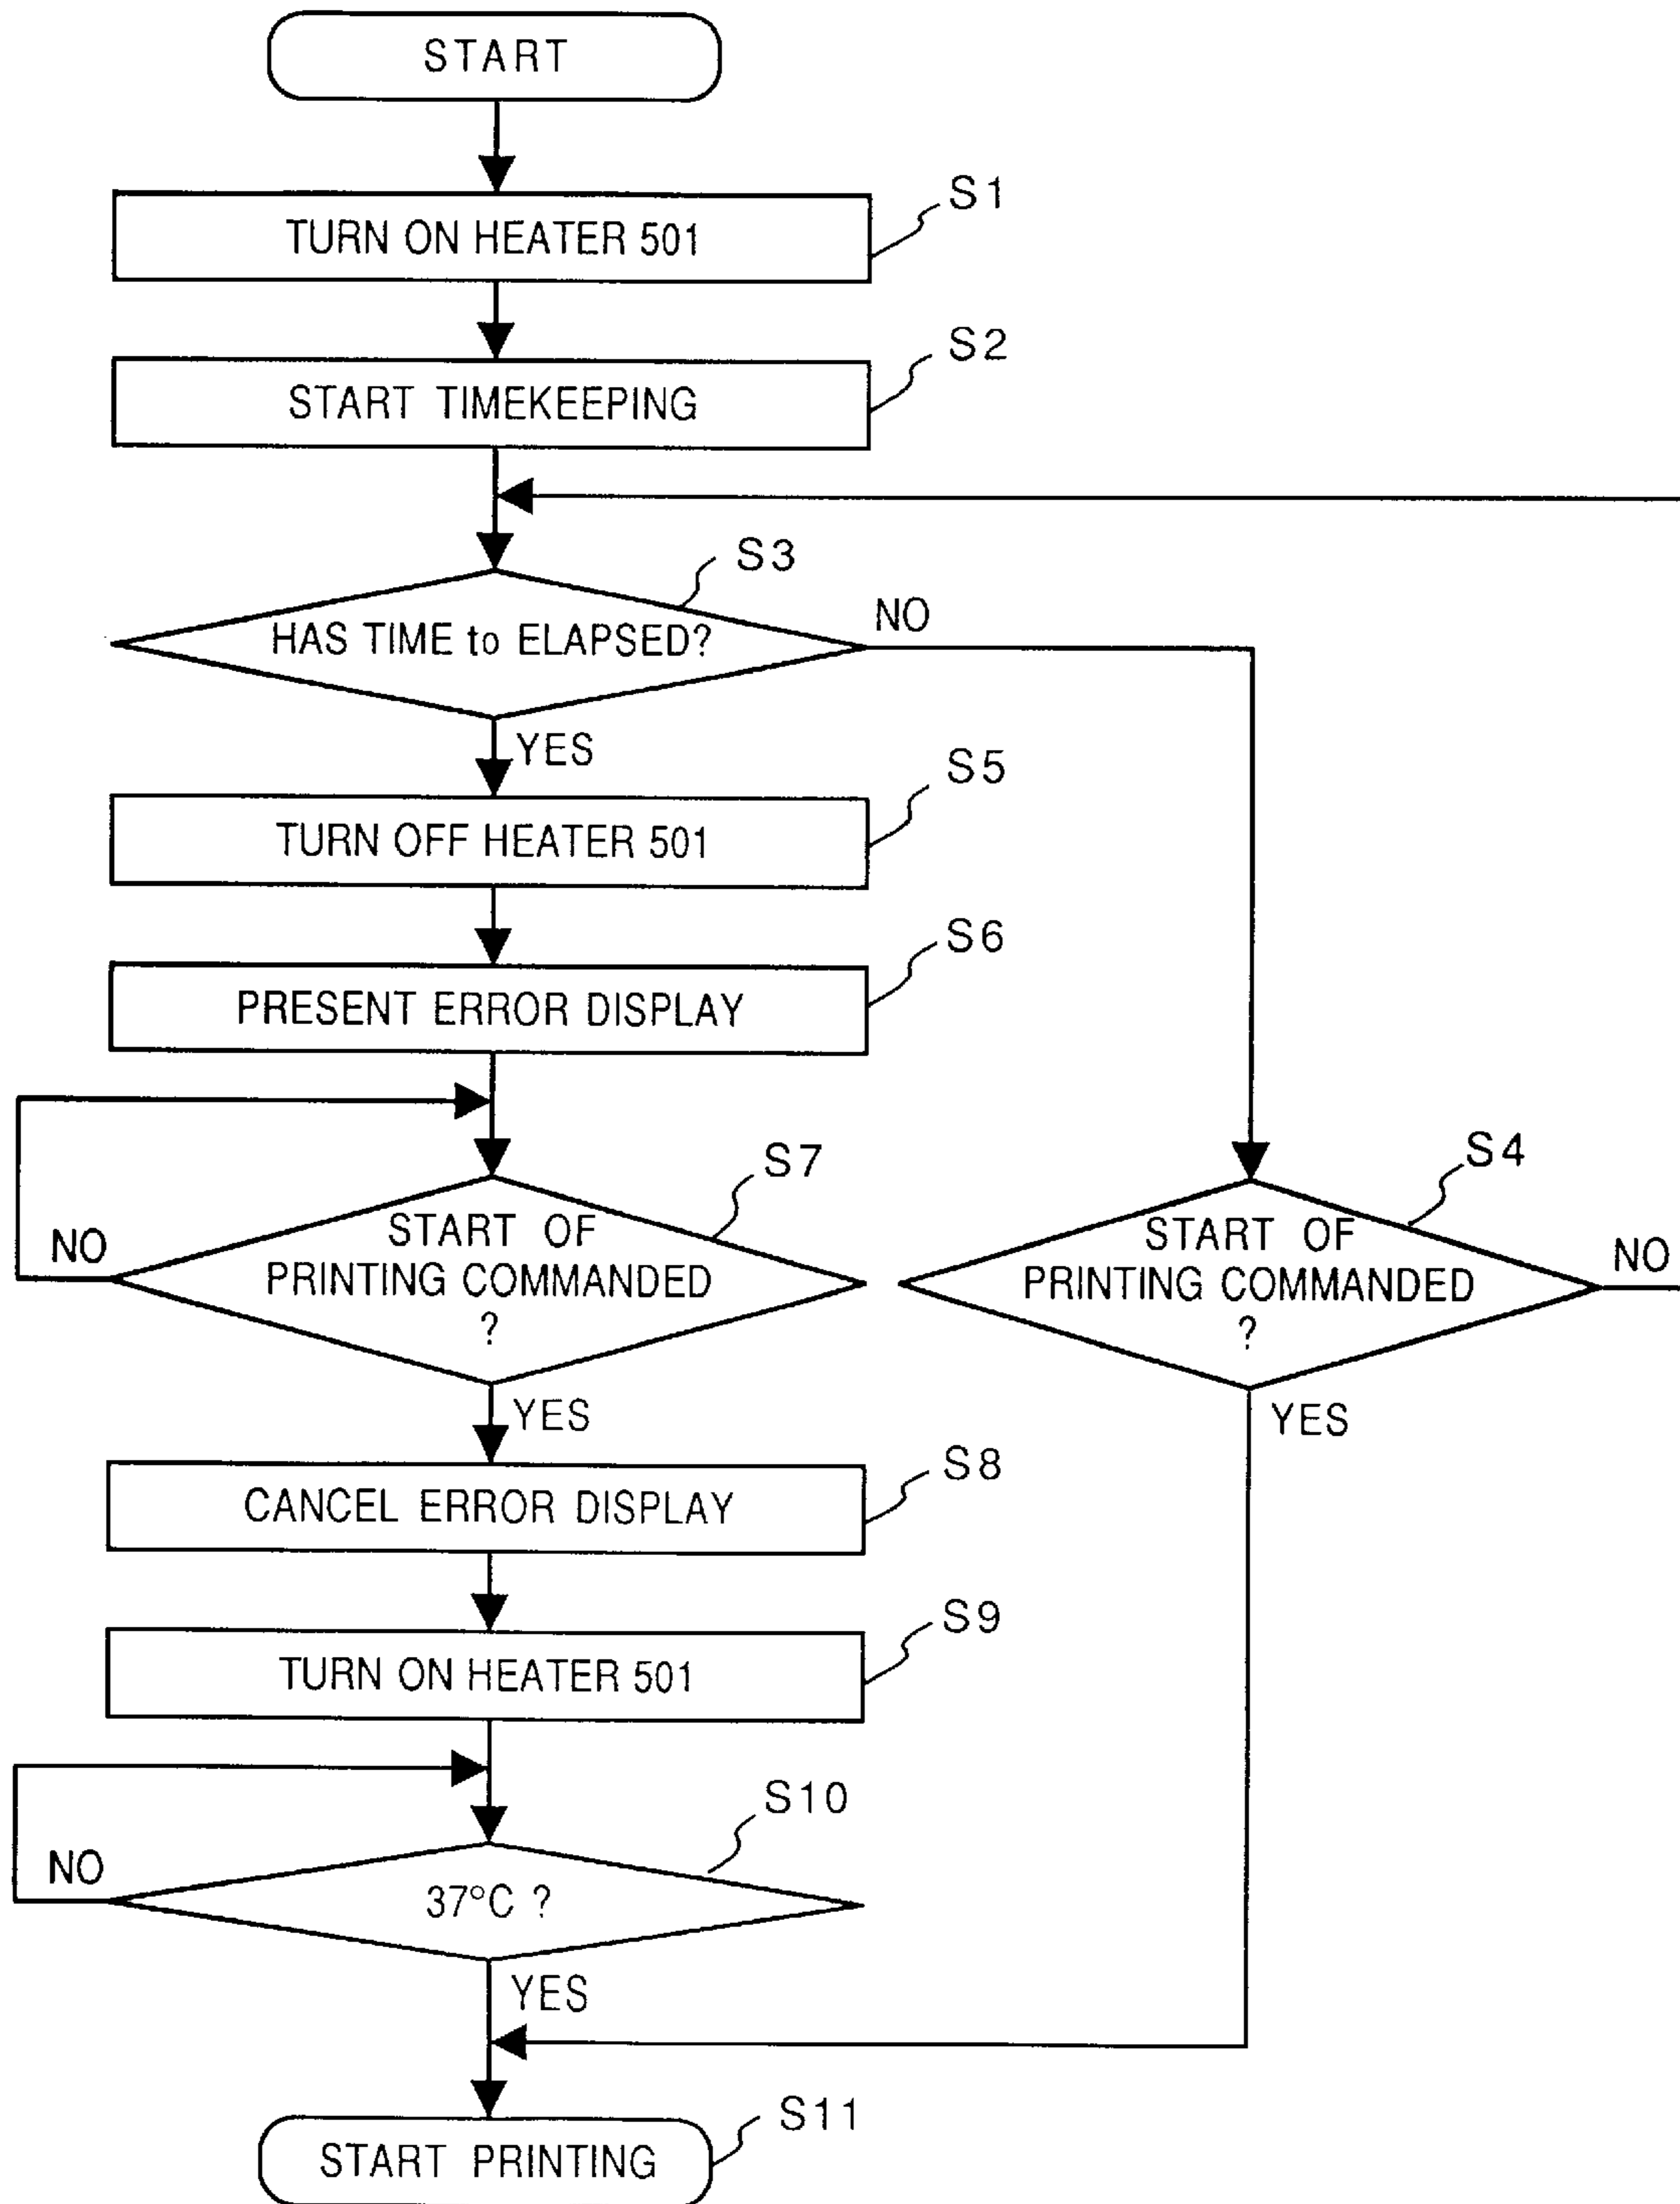 START
TURN ON HEATER 501
S1
START TIMEKEEPING
S2
HAS TIME to ELAPSED?
S3
NO
YES
TURN OFF HEATER 501
S5
PRESENT ERROR DISPLAY
S6
START OF
PRINTING COMMANDED
?
S7
NO
YES
START OF
PRINTING COMMANDED
?
S4
NO
YES
CANCEL ERROR DISPLAY
S8
TURN ON HEATER 501
S9
37°C ?
S10
NO
YES
START PRINTING
S11